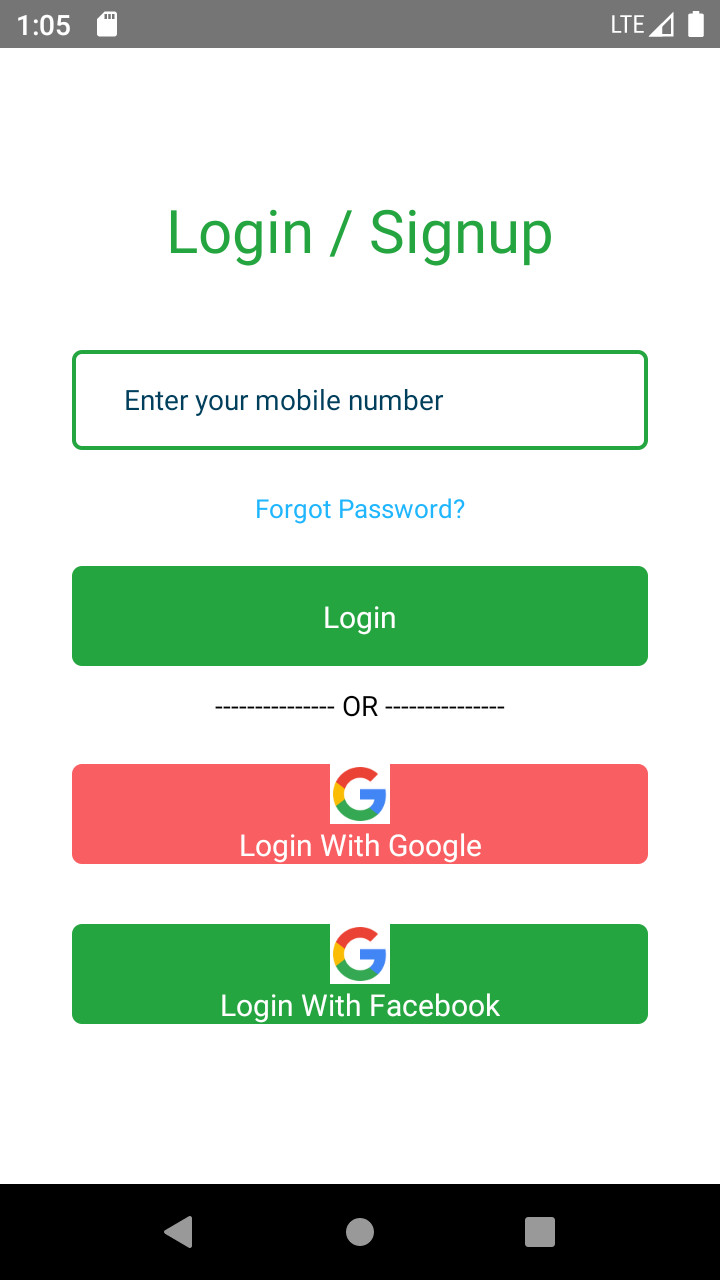 1:05 LTE
Login / Signup
Enter your mobile number
Forgot Password?
Login
--------------- OR ---------------
Login With Google
Login With Facebook